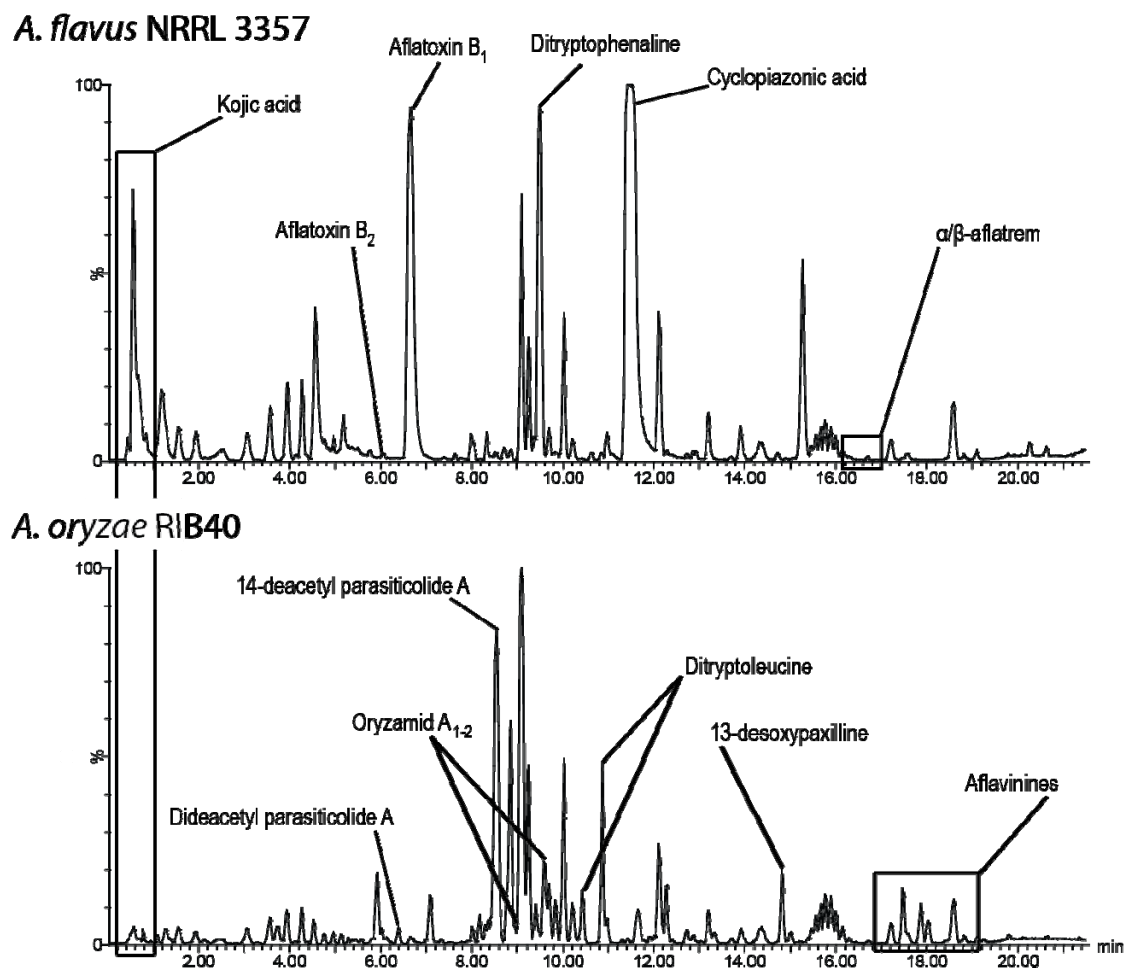 A. flavus NRRL 3357
Aflatoxin B1
Ditryptophenaline
Cyclopiazonic acid
100
Kojic acid
Aflatoxin B2
α/β-aflatrem
%
0
2.00 4.00 6.00 8.00 10.00 12.00 14.00 16.00 18.00 20.00
A. oryzae RIB40
100
14-deacetyl parasiticolide A
Ditryptoleucine
Oryzamid A1-2
13-desoxypaxilline
%
Aflavinines
Dideacetyl parasiticolide A
0
min
2.00 4.00 6.00 8.00 10.00 12.00 14.00 16.00 18.00 20.00